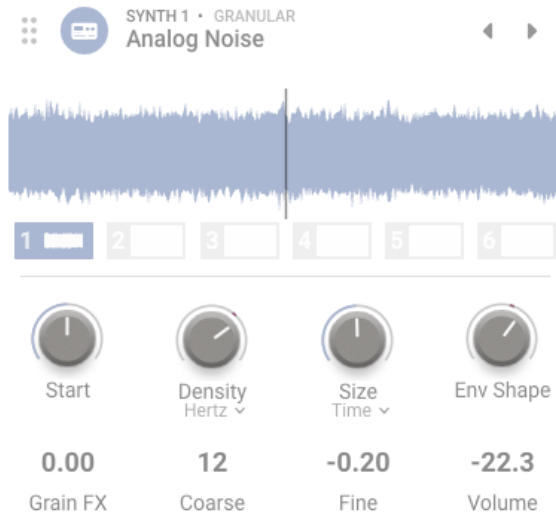 SYNTH 1 • GRANULAR
Analog Noise
1 2 3 4 5 6
Start Density Size Env Shape
Hertz Time
0.00 12 -0.20 -22.3
Grain FX Coarse Fine Volume